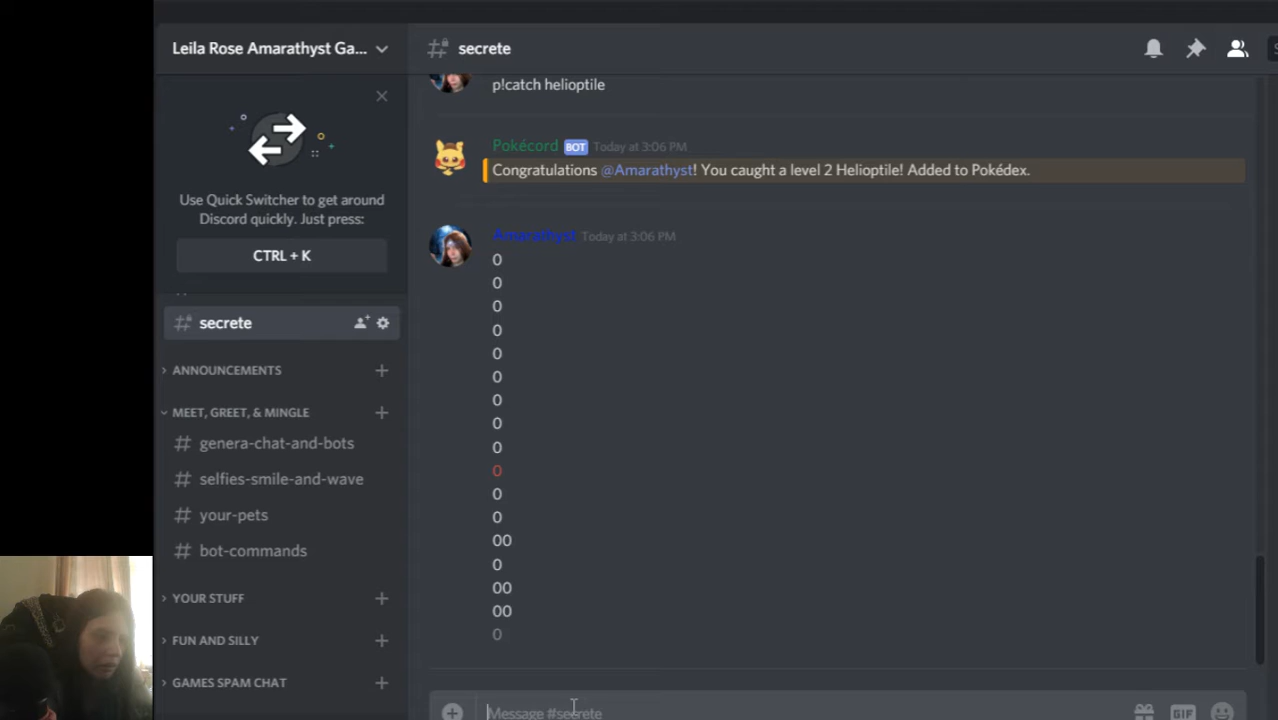 Leila Rose Amarathyst Ga...
secrete
Use Quick Switcher to get around
Discord quickly. Just press:
CTRL + K
secrete
ANNOUNCEMENTS
MEET, GREET, & MINGLE
genera-chat-and-bots
selfies-smile-and-wave
your-pets
bot-commands
YOUR STUFF
FUN AND SILLY
GAMES SPAM CHAT
p!catch helioptile
Pokécord BOT Today at 3:06 PM
Congratulations @Amarathyst! You caught a level 2 Helioptile! Added to Pokédex.
Amarathyst Today at 3:06 PM
0
0
0
0
0
0
0
0
0
0
0
0
00
0
00
00
0
Message #secrete
GIF